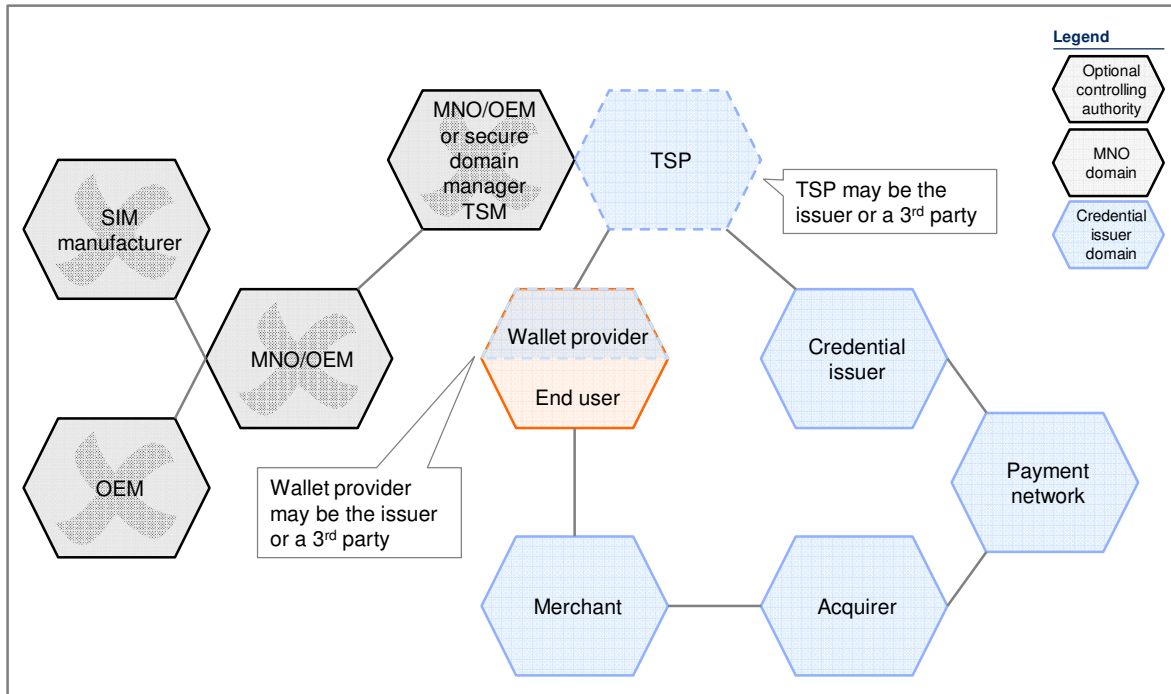 Legend
Optional
controlling
authority
MNO
domain
Credential
issuer
domain
MNO/OEM
or secure
domain
manager
TSM
TSP
TSP may be the
issuer or a 3rd party
SIM
manufacturer
MNO/OEM
Wallet provider
End user
Credential
issuer
OEM
Wallet provider
may be the issuer
or a 3rd party
Payment
network
Merchant
Acquirer